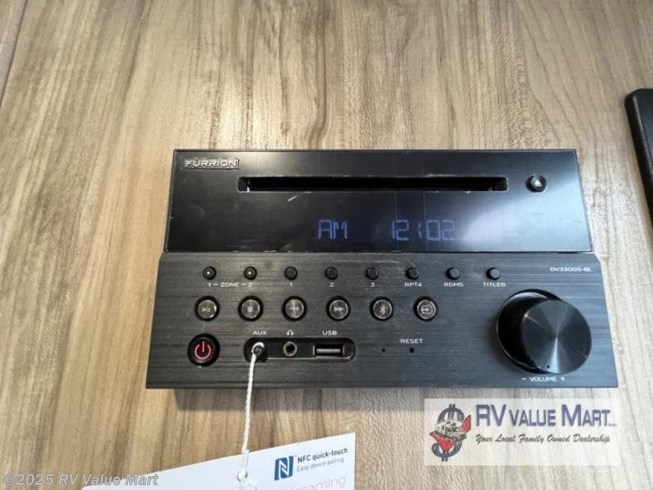 FURRION
AM 12:02
DV3300S-BL
1 - ZONE - 2 1 2 3 RPT4 RDM5 TITLE6
AUX USB
RESET
- VOLUME +
N NFC quick-touch
Easy device pairing
RV VALUE MART
Your Local Family Owned Dealership
©2025 RV Value Mart